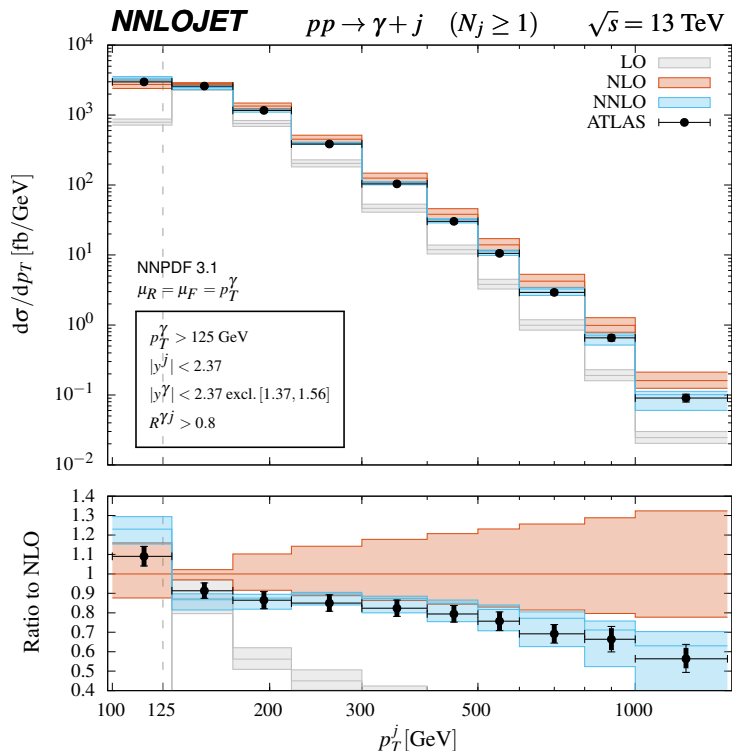 NNLOJET pp → γ + j (N_j ≥ 1) √s = 13 TeV
LO
NLO
NNLO
ATLAS
dσ/dp_T [fb/GeV]
10^4
10^3
10^2
10^1
10^0
10^−1
10^−2
NNPDF 3.1
μ_R = μ_F = p_T^γ
p_T^γ > 125 GeV
|y^j| < 2.37
|y^γ| < 2.37 excl. [1.37, 1.56]
R^{γj} > 0.8
Ratio to NLO
1.4
1.3
1.2
1.1
1
0.9
0.8
0.7
0.6
0.5
0.4
100 125 200 300 500 1000
p_T^j [GeV]